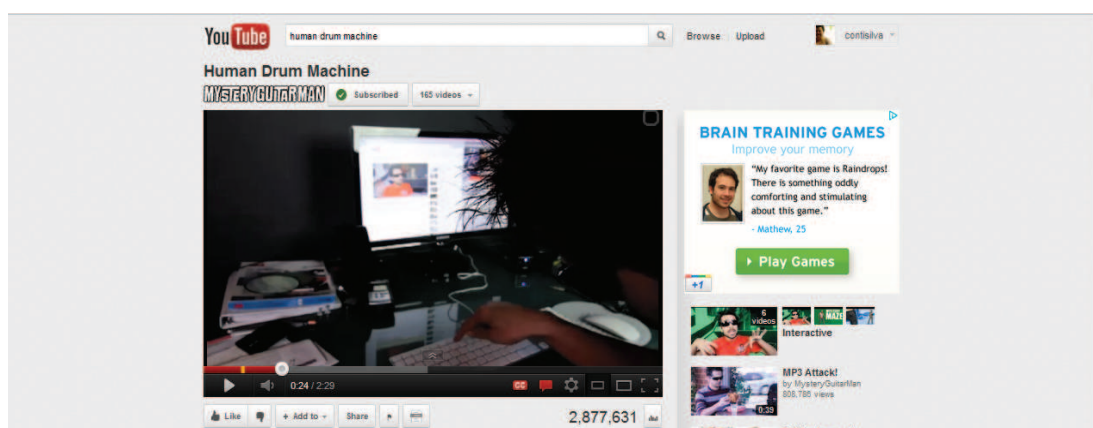 YouTube
human drum machine
Browse
Upload
contisilva
Human Drum Machine
MYSTERYGUITARMAN
Subscribed
165 videos
BRAIN TRAINING GAMES
Improve your memory
"My favorite game is Raindrops!
There is something oddly
comforting and stimulating
about this game."
- Mathew, 25
Play Games
+1
6
videos
MAZE
Interactive
MP3 Attack!
by MysteryGuitarMan
808,786 views
0:39
0:24 / 2:29
CC
Like
+ Add to
Share
2,877,631